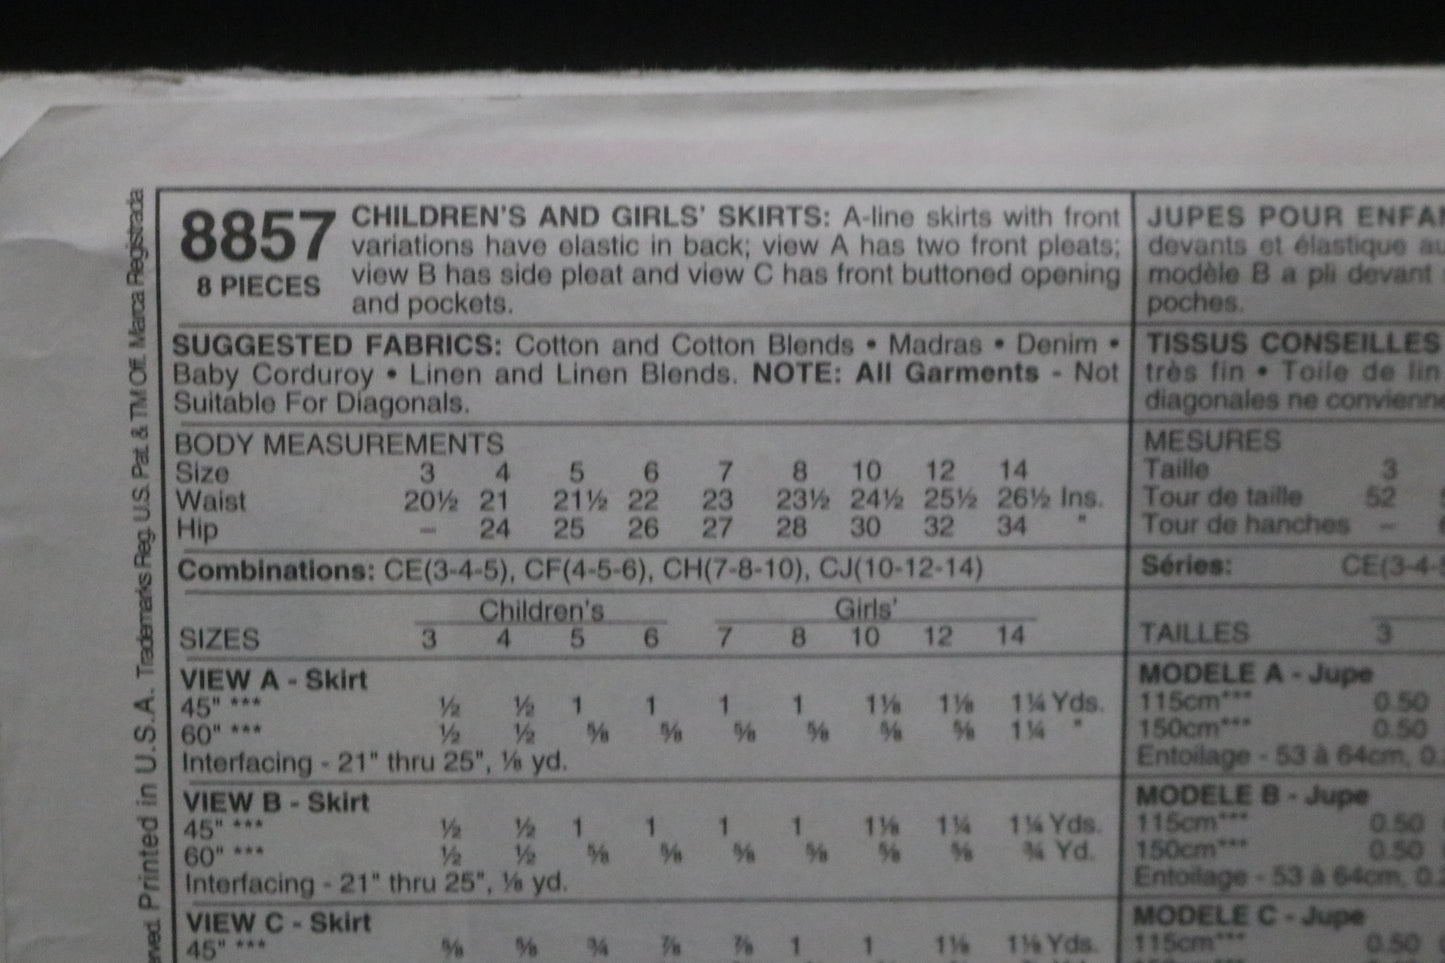 8857
8 PIECES
CHILDREN'S AND GIRLS' SKIRTS: A-line skirts with front
variations have elastic in back; view A has two front pleats;
view B has side pleat and view C has front buttoned opening
and pockets.
SUGGESTED FABRICS: Cotton and Cotton Blends • Madras • Denim •
Baby Corduroy • Linen and Linen Blends. NOTE: All Garments - Not
Suitable For Diagonals.
BODY MEASUREMENTS
Size 3 4 5 6 7 8 10 12 14
Waist 20½ 21 21½ 22 23 23½ 24½ 25½ 26½ Ins.
Hip – 24 25 26 27 28 30 32 34 "
Combinations: CE(3-4-5), CF(4-5-6), CH(7-8-10), CJ(10-12-14)
Children's Girls'
SIZES 3 4 5 6 7 8 10 12 14
VIEW A - Skirt
45" *** ½ ½ 1 1 1 1 1⅛ 1⅛ 1¼ Yds.
60" *** ½ ½ ⅝ ⅝ ⅝ ⅝ ⅝ ⅝ 1¼ "
Interfacing - 21" thru 25", ⅛ yd.
VIEW B - Skirt
45" *** ½ ½ 1 1 1 1 1⅛ 1¼ 1¼ Yds.
60" *** ½ ½ ⅝ ⅝ ⅝ ⅝ ⅝ ⅝ ¾ Yd.
Interfacing - 21" thru 25", ⅛ yd.
VIEW C - Skirt
45" *** ⅝ ⅝ ¾ ⅞ ⅞ 1 1 1⅛ 1⅛ Yds.
JUPES POUR ENFA
devants et élastique au
modèle B a pli devant
poches.
TISSUS CONSEILLES
très fin • Toile de lin
diagonales ne convienne
MESURES
Taille 3
Tour de taille 52
Tour de hanches –
Séries: CE(3-4-5
TAILLES 3
MODELE A - Jupe
115cm*** 0.50
150cm*** 0.50
Entoilage - 53 à 64cm, 0.
MODELE B - Jupe
115cm*** 0.50
150cm*** 0.50
Entoilage - 53 à 64cm, 0.
MODELE C - Jupe
115cm*** 0.50
erved. Printed in U.S.A. Trademarks Reg. U.S. Pat. & TM Off. Marca Registrada